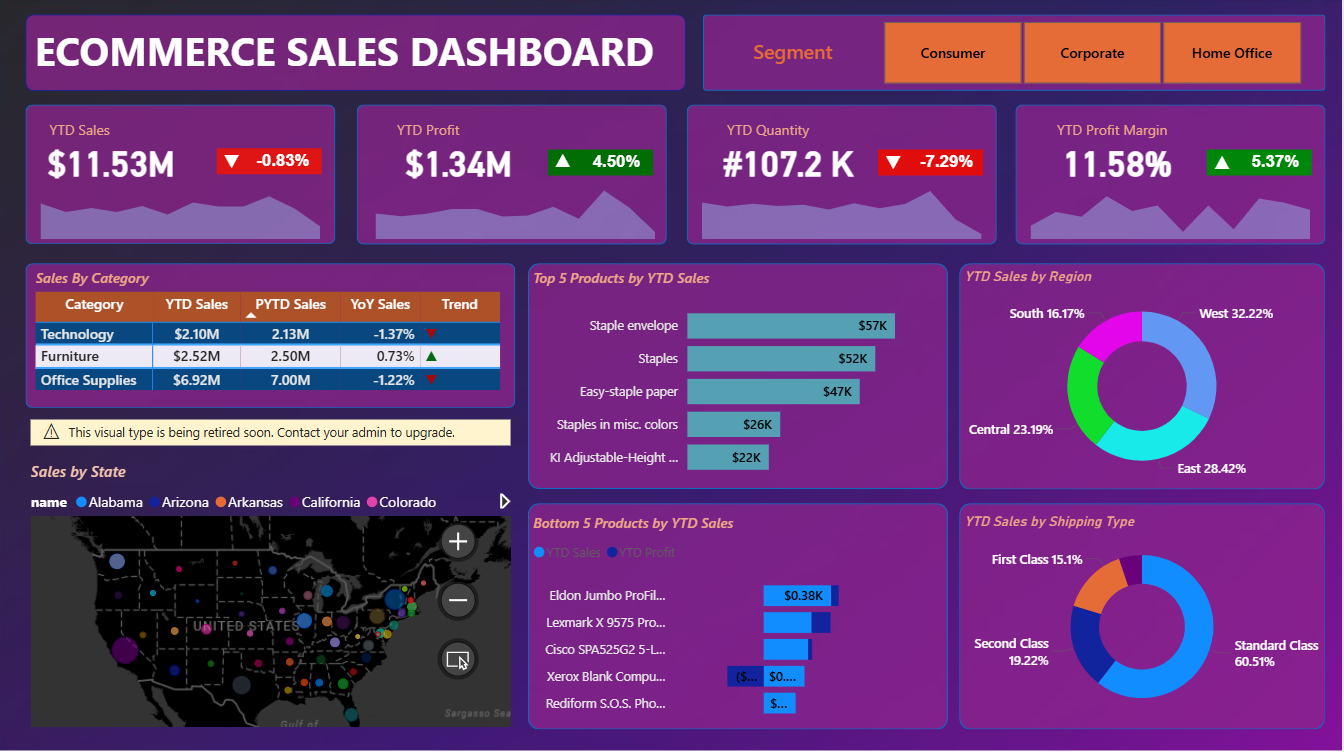 ECOMMERCE SALES DASHBOARD
Segment
Consumer
Corporate
Home Office
YTD Sales
$11.53M
-0.83%
YTD Profit
$1.34M
4.50%
YTD Quantity
#107.2 K
-7.29%
YTD Profit Margin
11.58%
5.37%
Sales By Category
Category YTD Sales PYTD Sales YoY Sales Trend
Technology $2.10M 2.13M -1.37%
Furniture $2.52M 2.50M 0.73%
Office Supplies $6.92M 7.00M -1.22%
This visual type is being retired soon. Contact your admin to upgrade.
Sales by State
name Alabama Arizona Arkansas California Colorado
UNITED STATES
Gulf of
Sargasso Sea
Top 5 Products by YTD Sales
Staple envelope $57K
Staples $52K
Easy-staple paper $47K
Staples in misc. colors $26K
KI Adjustable-Height ... $22K
Bottom 5 Products by YTD Sales
YTD Sales YTD Profit
Eldon Jumbo ProFil... $0.38K
Lexmark X 9575 Pro...
Cisco SPA525G2 5-L...
Xerox Blank Compu... ($... $0....
Rediform S.O.S. Pho... $...
YTD Sales by Region
South 16.17%
West 32.22%
Central 23.19%
East 28.42%
YTD Sales by Shipping Type
First Class 15.1%
Second Class
19.22%
Standard Class
60.51%